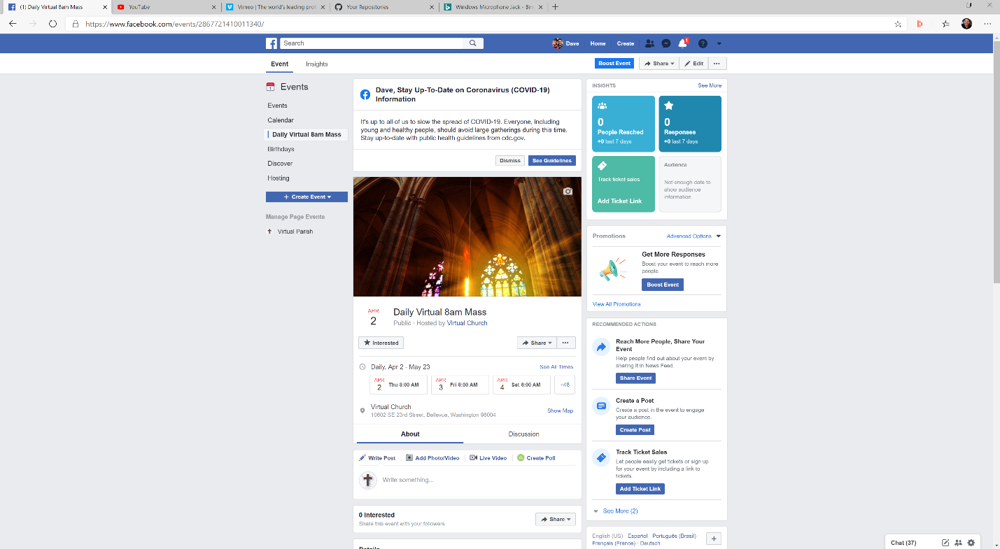 (1) Daily Virtual 8am Mass
YouTube
Vimeo | The world's leading prof
Your Repositories
Windows Microphone Jack - Bing
https://www.facebook.com/events/2867721410011340/
Search
Dave
Home
Create
1
Event
Insights
Boost Event
Share
Edit
Events
Events
Calendar
Daily Virtual 8am Mass
Birthdays
Discover
Hosting
+ Create Event
Manage Page Events
Virtual Parish
Dave, Stay Up-To-Date on Coronavirus (COVID-19)
Information
It's up to all of us to slow the spread of COVID-19. Everyone, including
young and healthy people, should avoid large gatherings during this time.
Stay up-to-date with public health guidelines from cdc.gov.
Dismiss
See Guidelines
APR
2
Daily Virtual 8am Mass
Public · Hosted by Virtual Church
Interested
Share
Daily, Apr 2 - May 23
See All Times
APR
2
Thu 8:00 AM
APR
3
Fri 8:00 AM
APR
4
Sat 8:00 AM
+48
Virtual Church
10602 SE 23rd Street, Bellevue, Washington 98004
Show Map
About
Discussion
Write Post
Add Photo/Video
Live Video
Create Poll
Write something...
0 Interested
Share this event with your followers
Share
Details
INSIGHTS
See More
0
People Reached
+0 last 7 days
0
Responses
+0 last 7 days
Track ticket sales
Add Ticket Link
Audience
Not enough data to
show audience
information
Promotions
Advanced Options
Get More Responses
Boost your event to reach more
people.
Boost Event
View All Promotions
RECOMMENDED ACTIONS
Reach More People, Share Your
Event
Help people find out about your event by
sharing it in News Feed.
Share Event
Create a Post
Create a post in the event to engage
your audience.
Create Post
Track Ticket Sales
Let people easily get tickets or sign up
for your event by including a link to
tickets.
Add Ticket Link
See More (2)
English (US) · Español · Português (Brasil)
Français (France) · Deutsch
Chat (37)